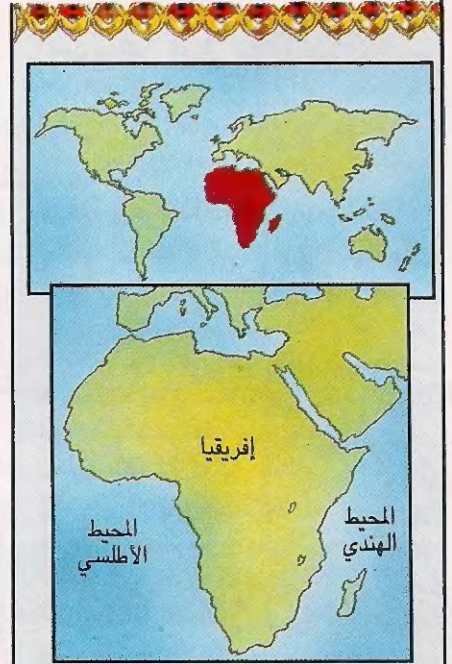 إفريقيا
المحيط
الهندي
المحيط
الأطلسي